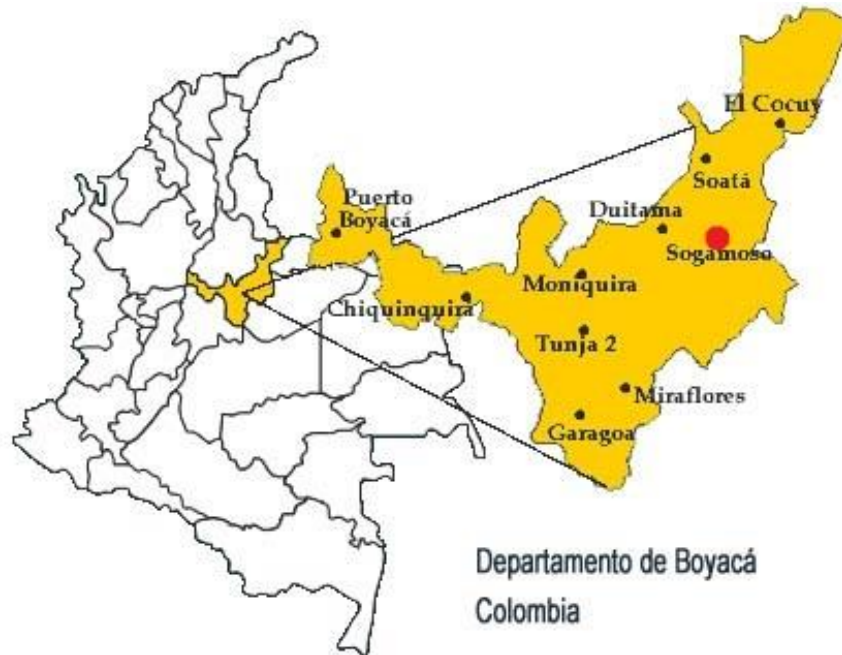 El Cocuy
Soatá
Puerto
Boyacá
Duitama
Sogamoso
Moniquira
Chiquinquira
Tunja 2
Miraflores
Garagoa
Departamento de Boyacá
Colombia